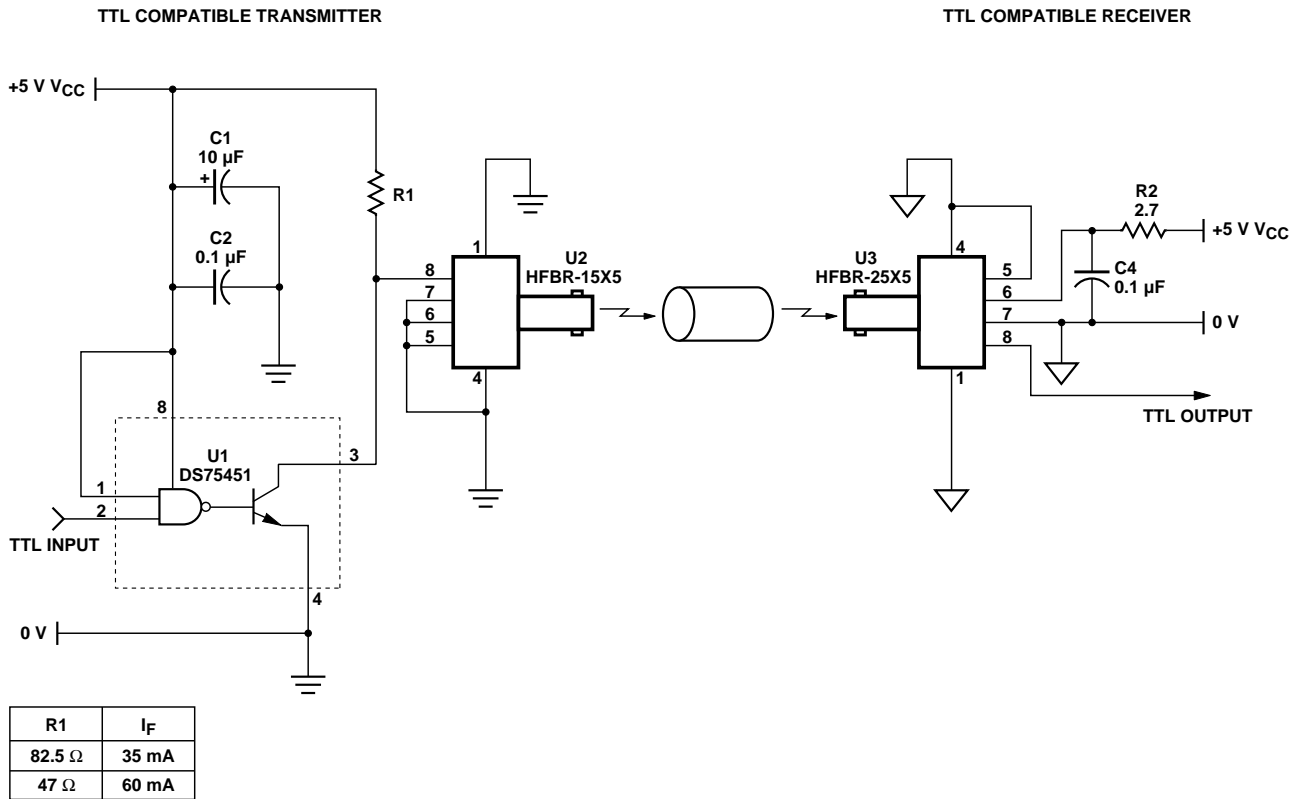 TTL COMPATIBLE TRANSMITTER
TTL COMPATIBLE RECEIVER
+5 V VCC
C1
10 µF
+
C2
0.1 µF
R1
1
8
7
6
5
4
U2
HFBR-15X5
U3
HFBR-25X5
4
5
6
7
8
1
R2
2.7
+5 V VCC
C4
0.1 µF
0 V
TTL OUTPUT
8
U1
DS75451
3
1
2
TTL INPUT
4
0 V
R1 IF
82.5 Ω 35 mA
47 Ω 60 mA